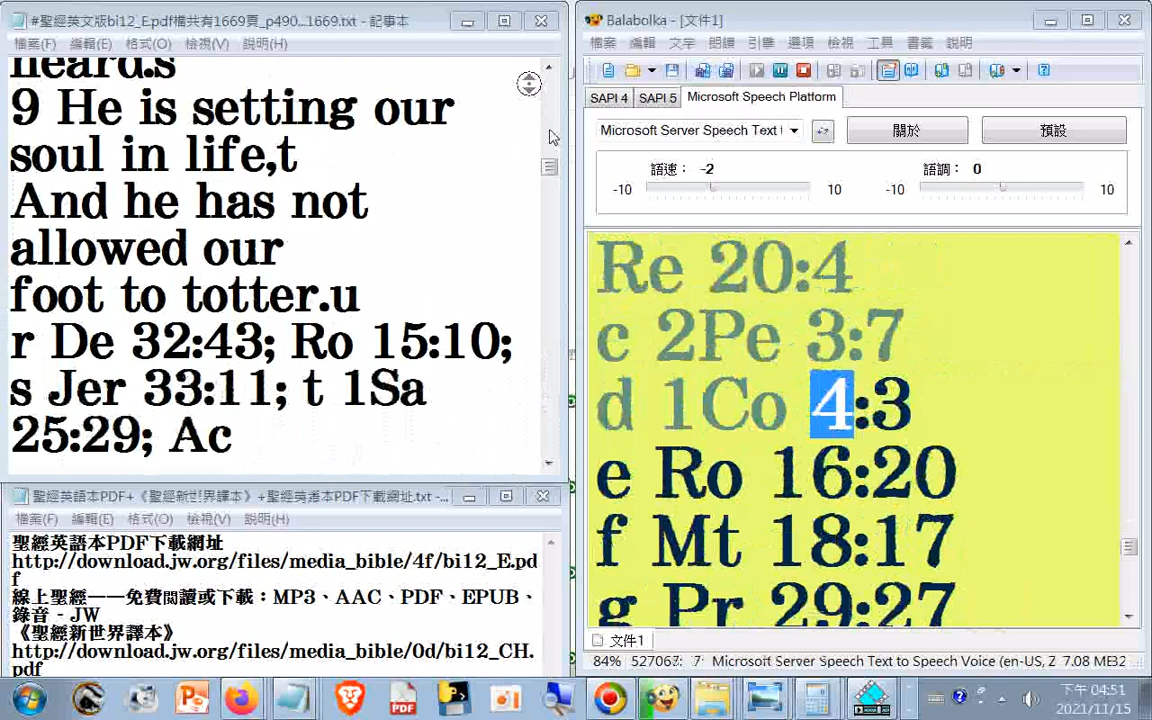 #聖經英文版bi12_E.pdf檔共有1669頁_p490...1669.txt - 記事本
檔案(F) 編輯(E) 格式(O) 檢視(V) 說明(H)
heard.s
9 He is setting our
soul in life,t
And he has not
allowed our
foot to totter.u
r De 32:43; Ro 15:10;
s Jer 33:11; t 1Sa
25:29; Ac
聖經英語本PDF+《聖經新世界譯本》+聖經英語本PDF下載網址.txt - ...
檔案(F) 編輯(E) 格式(O) 檢視(V) 說明(H)
聖經英語本PDF下載網址
http://download.jw.org/files/media_bible/4f/bi12_E.pd
f
線上聖經——免費閱讀或下載：MP3、AAC、PDF、EPUB、
錄音 - JW
《聖經新世界譯本》
http://download.jw.org/files/media_bible/0d/bi12_CH.
pdf
Balabolka - [文件1]
檔案 編輯 文字 朗讀 引擎 選項 檢視 工具 書籤 說明
SAPI 4 SAPI 5 Microsoft Speech Platform
Microsoft Server Speech Text 關於 預設
語速： -2 語調： 0
-10 10 -10 10
Re 20:4
c 2Pe 3:7
d 1Co 4:3
e Ro 16:20
f Mt 18:17
g Pr 29:27
文件1
84% 527067: 7 Microsoft Server Speech Text to Speech Voice (en-US, Z 7.08 MB
下午 04:51
2021/11/15